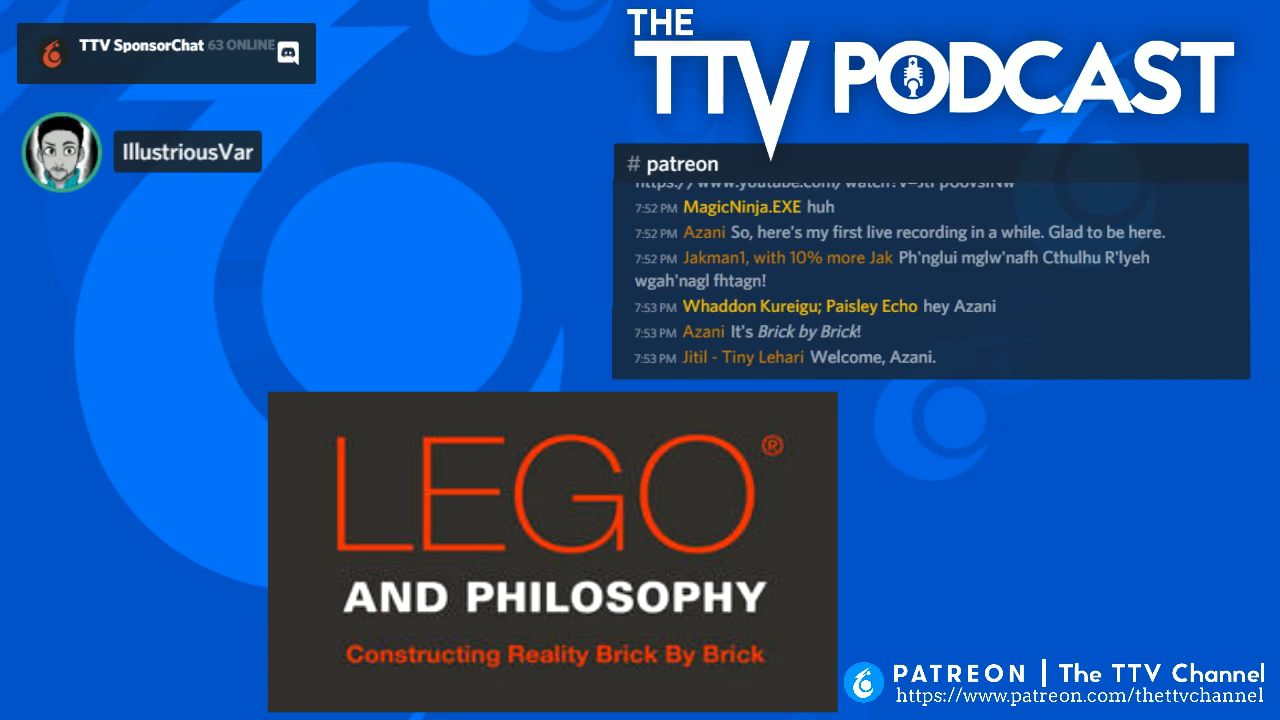 TTV SponsorChat 63 ONLINE
IllustriousVar
THE
TTV PODCAST
# patreon
7:52 PM MagicNinja.EXE huh
7:52 PM Azani So, here's my first live recording in a while. Glad to be here.
7:52 PM Jakman1, with 10% more Jak Ph'nglui mglw'nafh Cthulhu R'lyeh
wgah'nagl fhtagn!
7:53 PM Whaddon Kureigu; Paisley Echo hey Azani
7:53 PM Azani It's Brick by Brick!
7:53 PM Jitil - Tiny Lehari Welcome, Azani.
LEGO®
AND PHILOSOPHY
Constructing Reality Brick By Brick
PATREON | The TTV Channel
https://www.patreon.com/thettvchannel